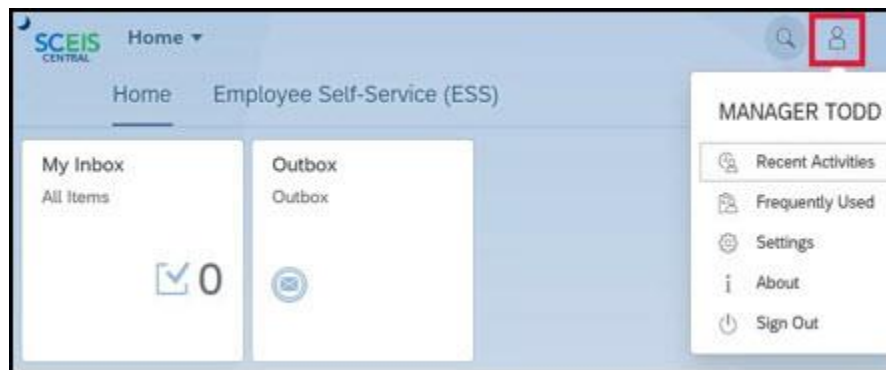 SCEIS
CENTRAL
Home
Home
Employee Self-Service (ESS)
My Inbox
All Items
0
Outbox
Outbox
MANAGER TODD
Recent Activities
Frequently Used
Settings
About
Sign Out